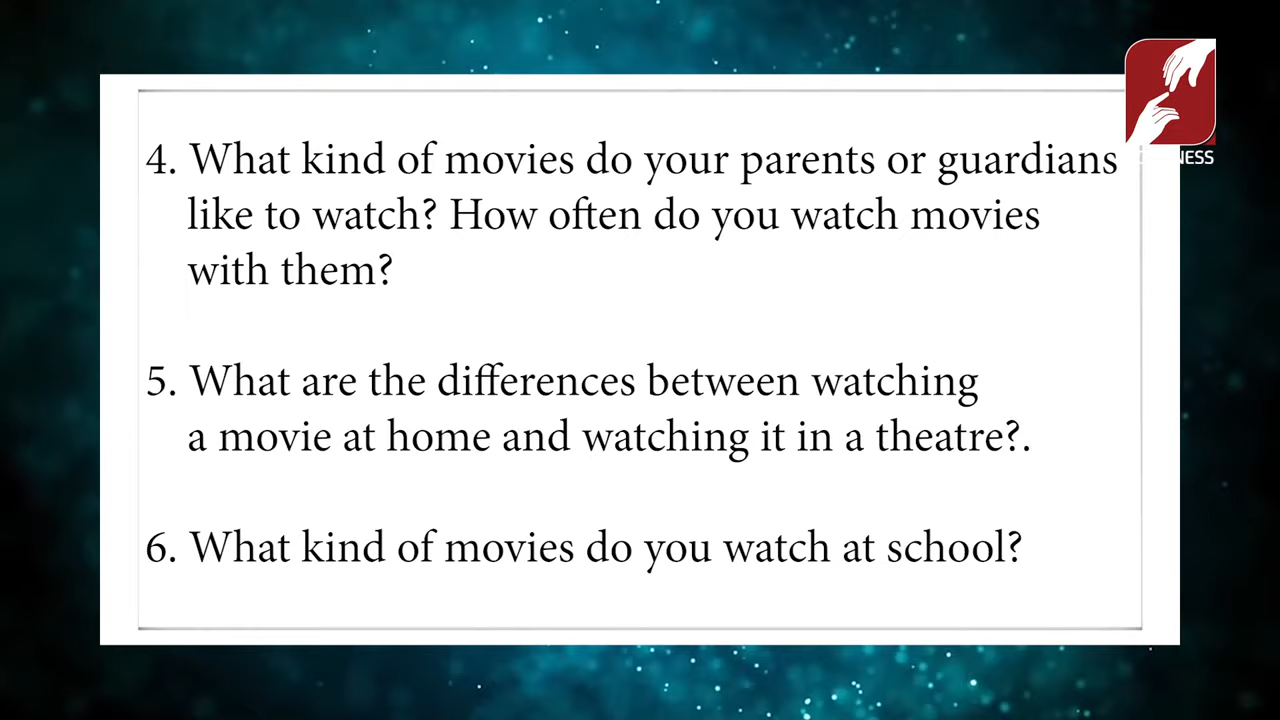 4. What kind of movies do your parents or guardians
like to watch? How often do you watch movies
with them?
5. What are the differences between watching
a movie at home and watching it in a theatre?.
6. What kind of movies do you watch at school?